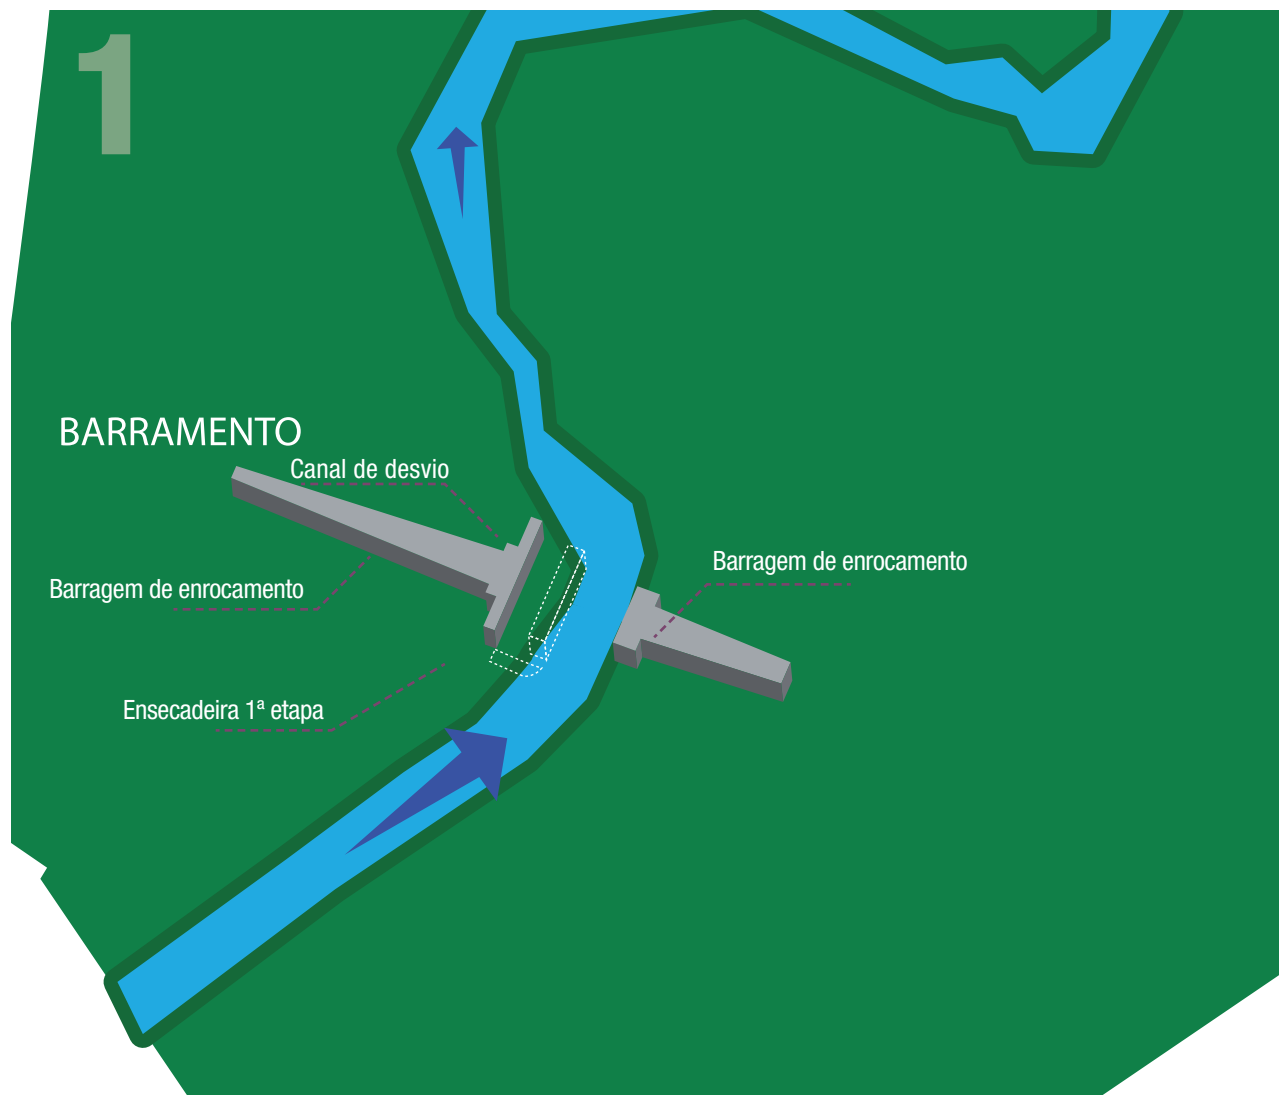 1
BARRAMENTO
Canal de desvio
Barragem de enrocamento
Barragem de enrocamento
Ensecadeira 1ª etapa